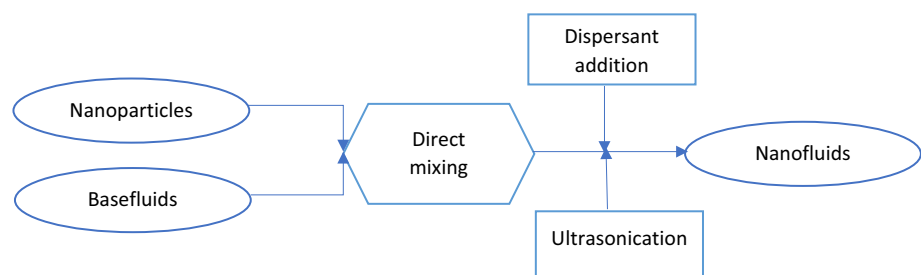 Nanoparticles
Basefluids
Direct
mixing
Dispersant
addition
Ultrasonication
Nanofluids